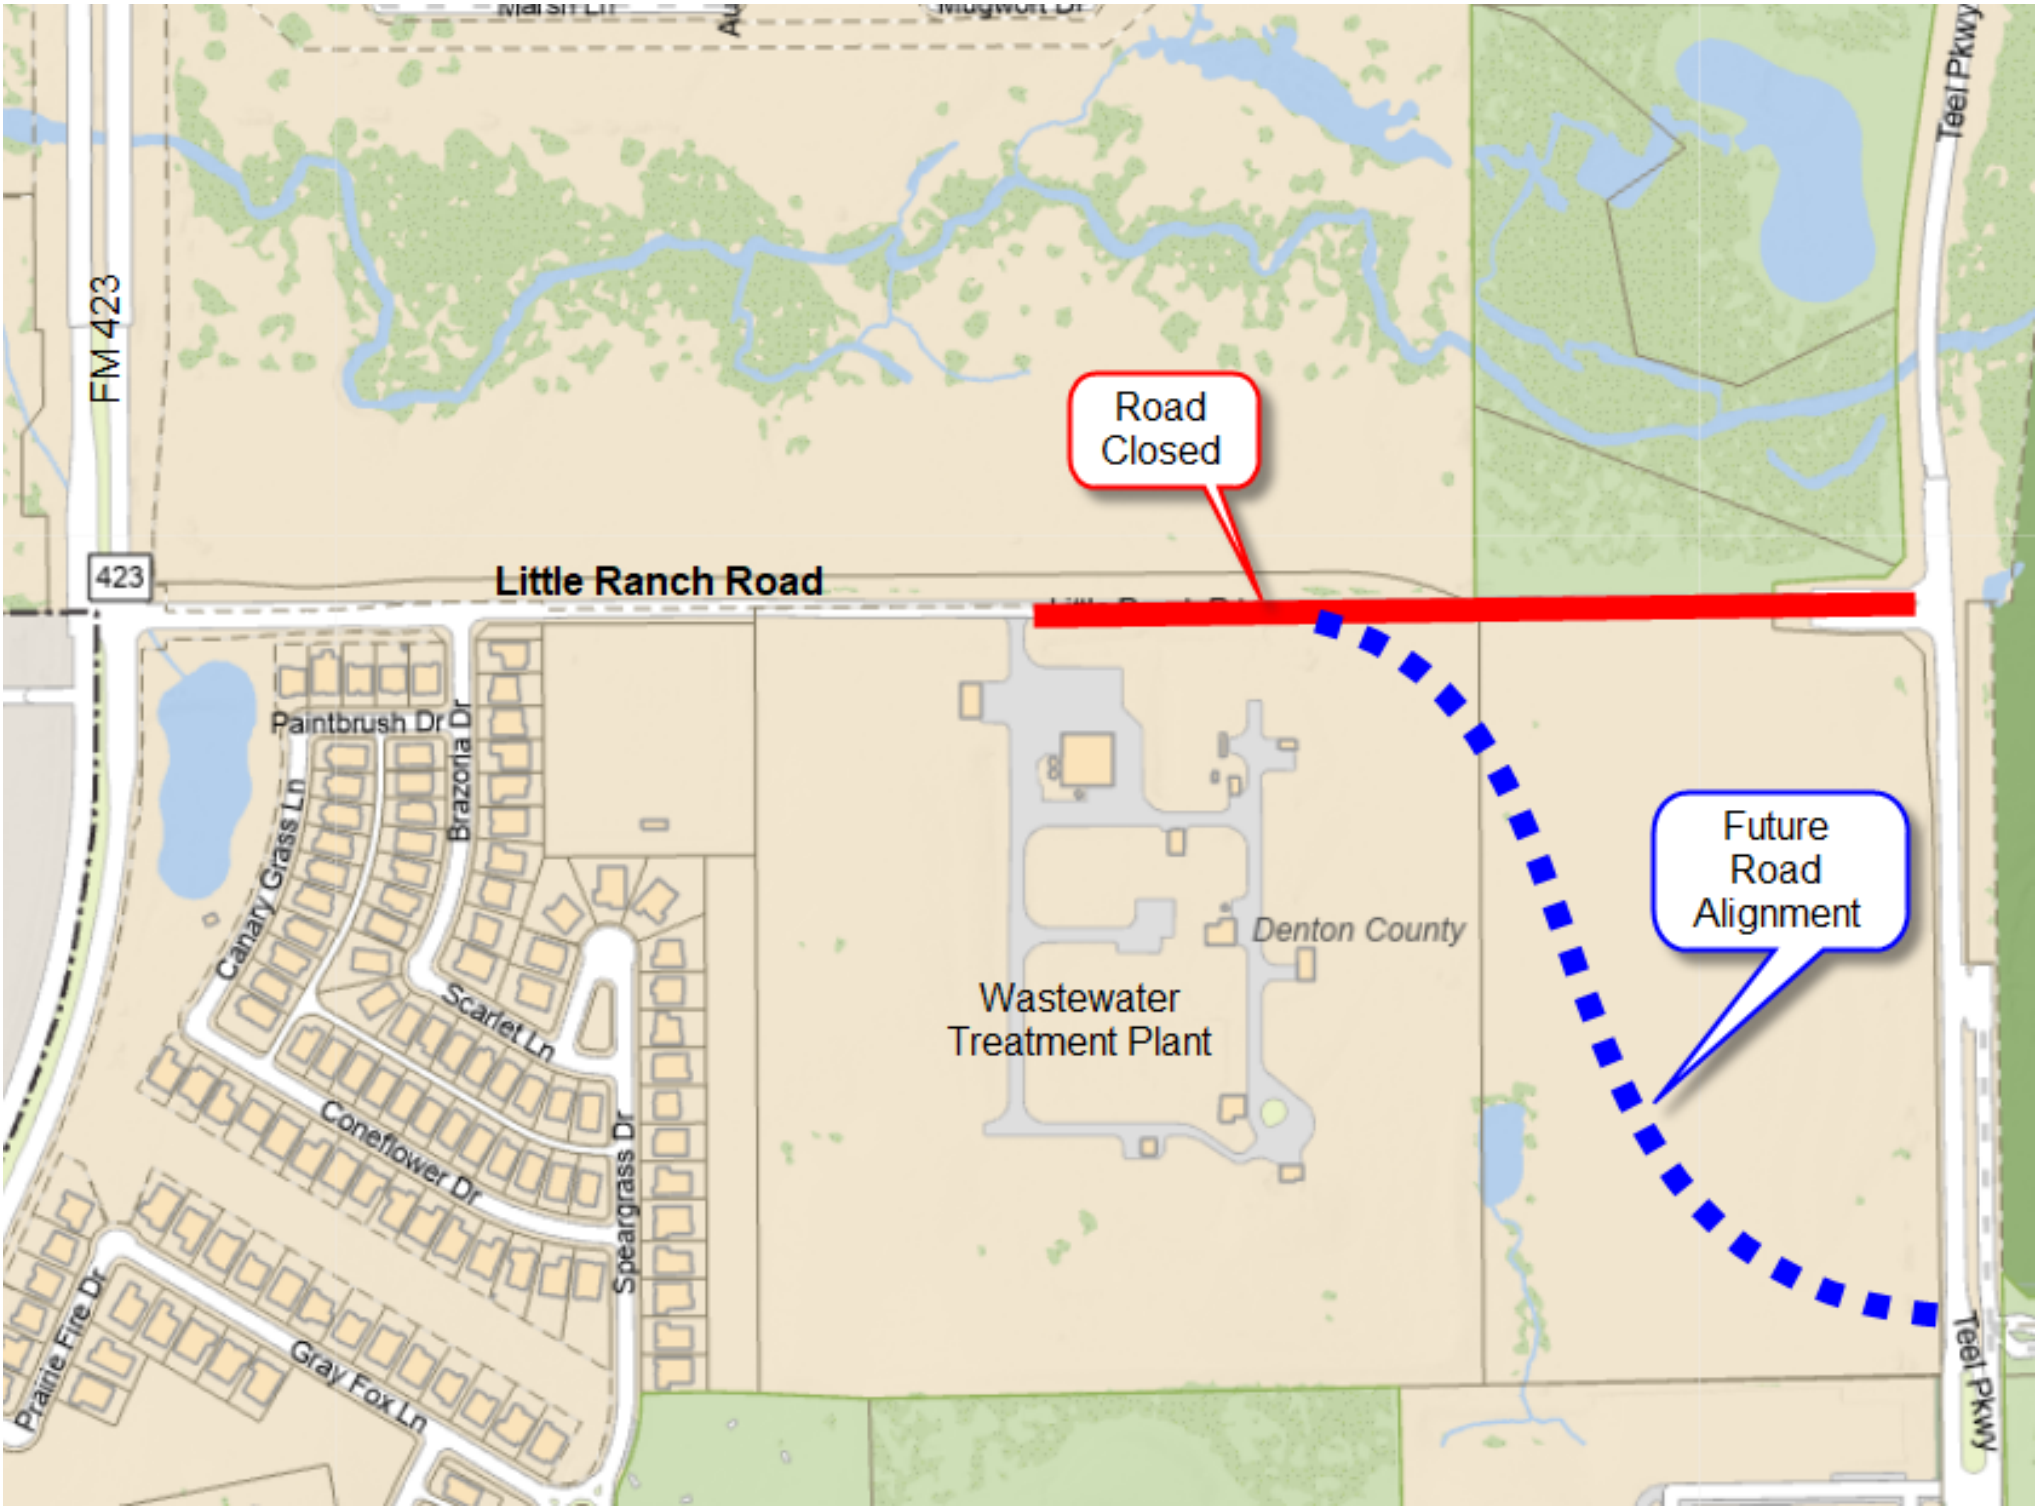 Marsh Ln
Mugwort Dr
Teel Pkwy
FM 423
Road
Closed
423
Little Ranch Road
Paintbrush Dr
Brazoria Dr
Canary Grass Ln
Future
Road
Alignment
Denton County
Wastewater
Treatment Plant
Scarlet Ln
Coneflower Dr
Speargrass Dr
Prairie Fire Dr
Gray Fox Ln
Teel Pkwy